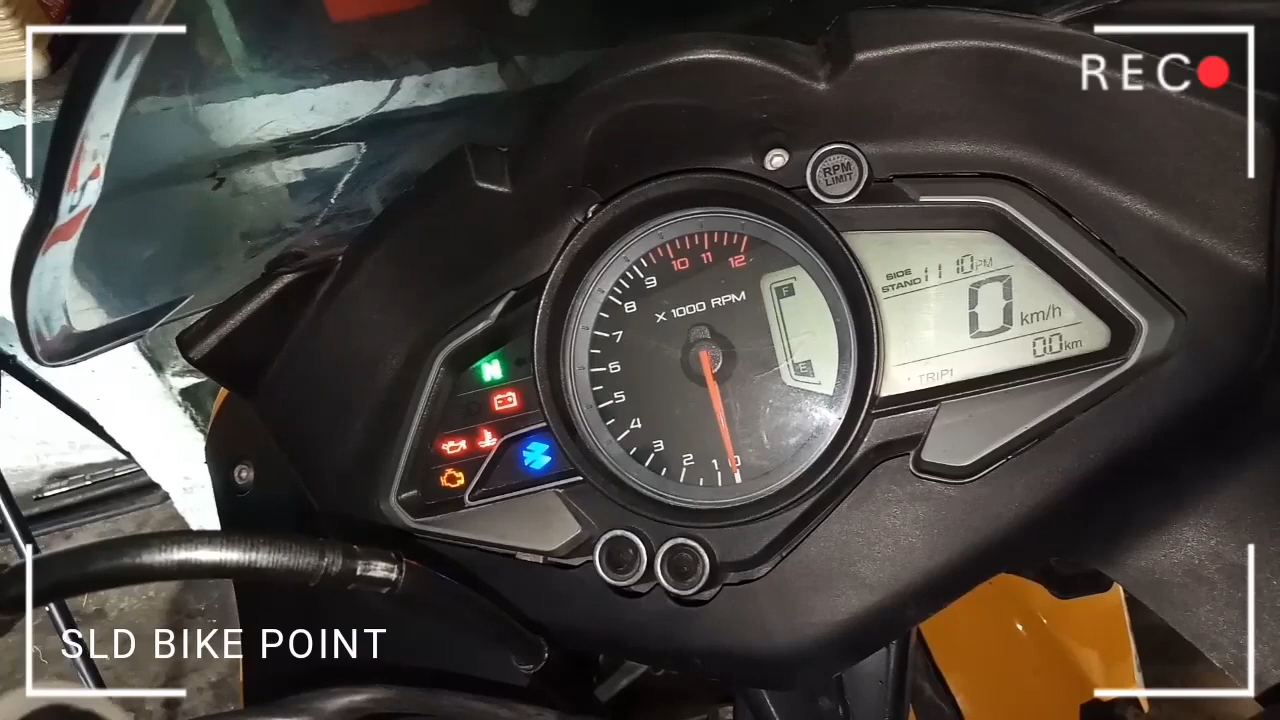 REC
RPM
LIMIT
SIDE
STAND
11 10 PM
0 km/h
0.0 km
TRIP1
X 1000 RPM
0
1
2
3
4
5
6
7
8
9
10
11
12
F
E
N
SLD BIKE POINT